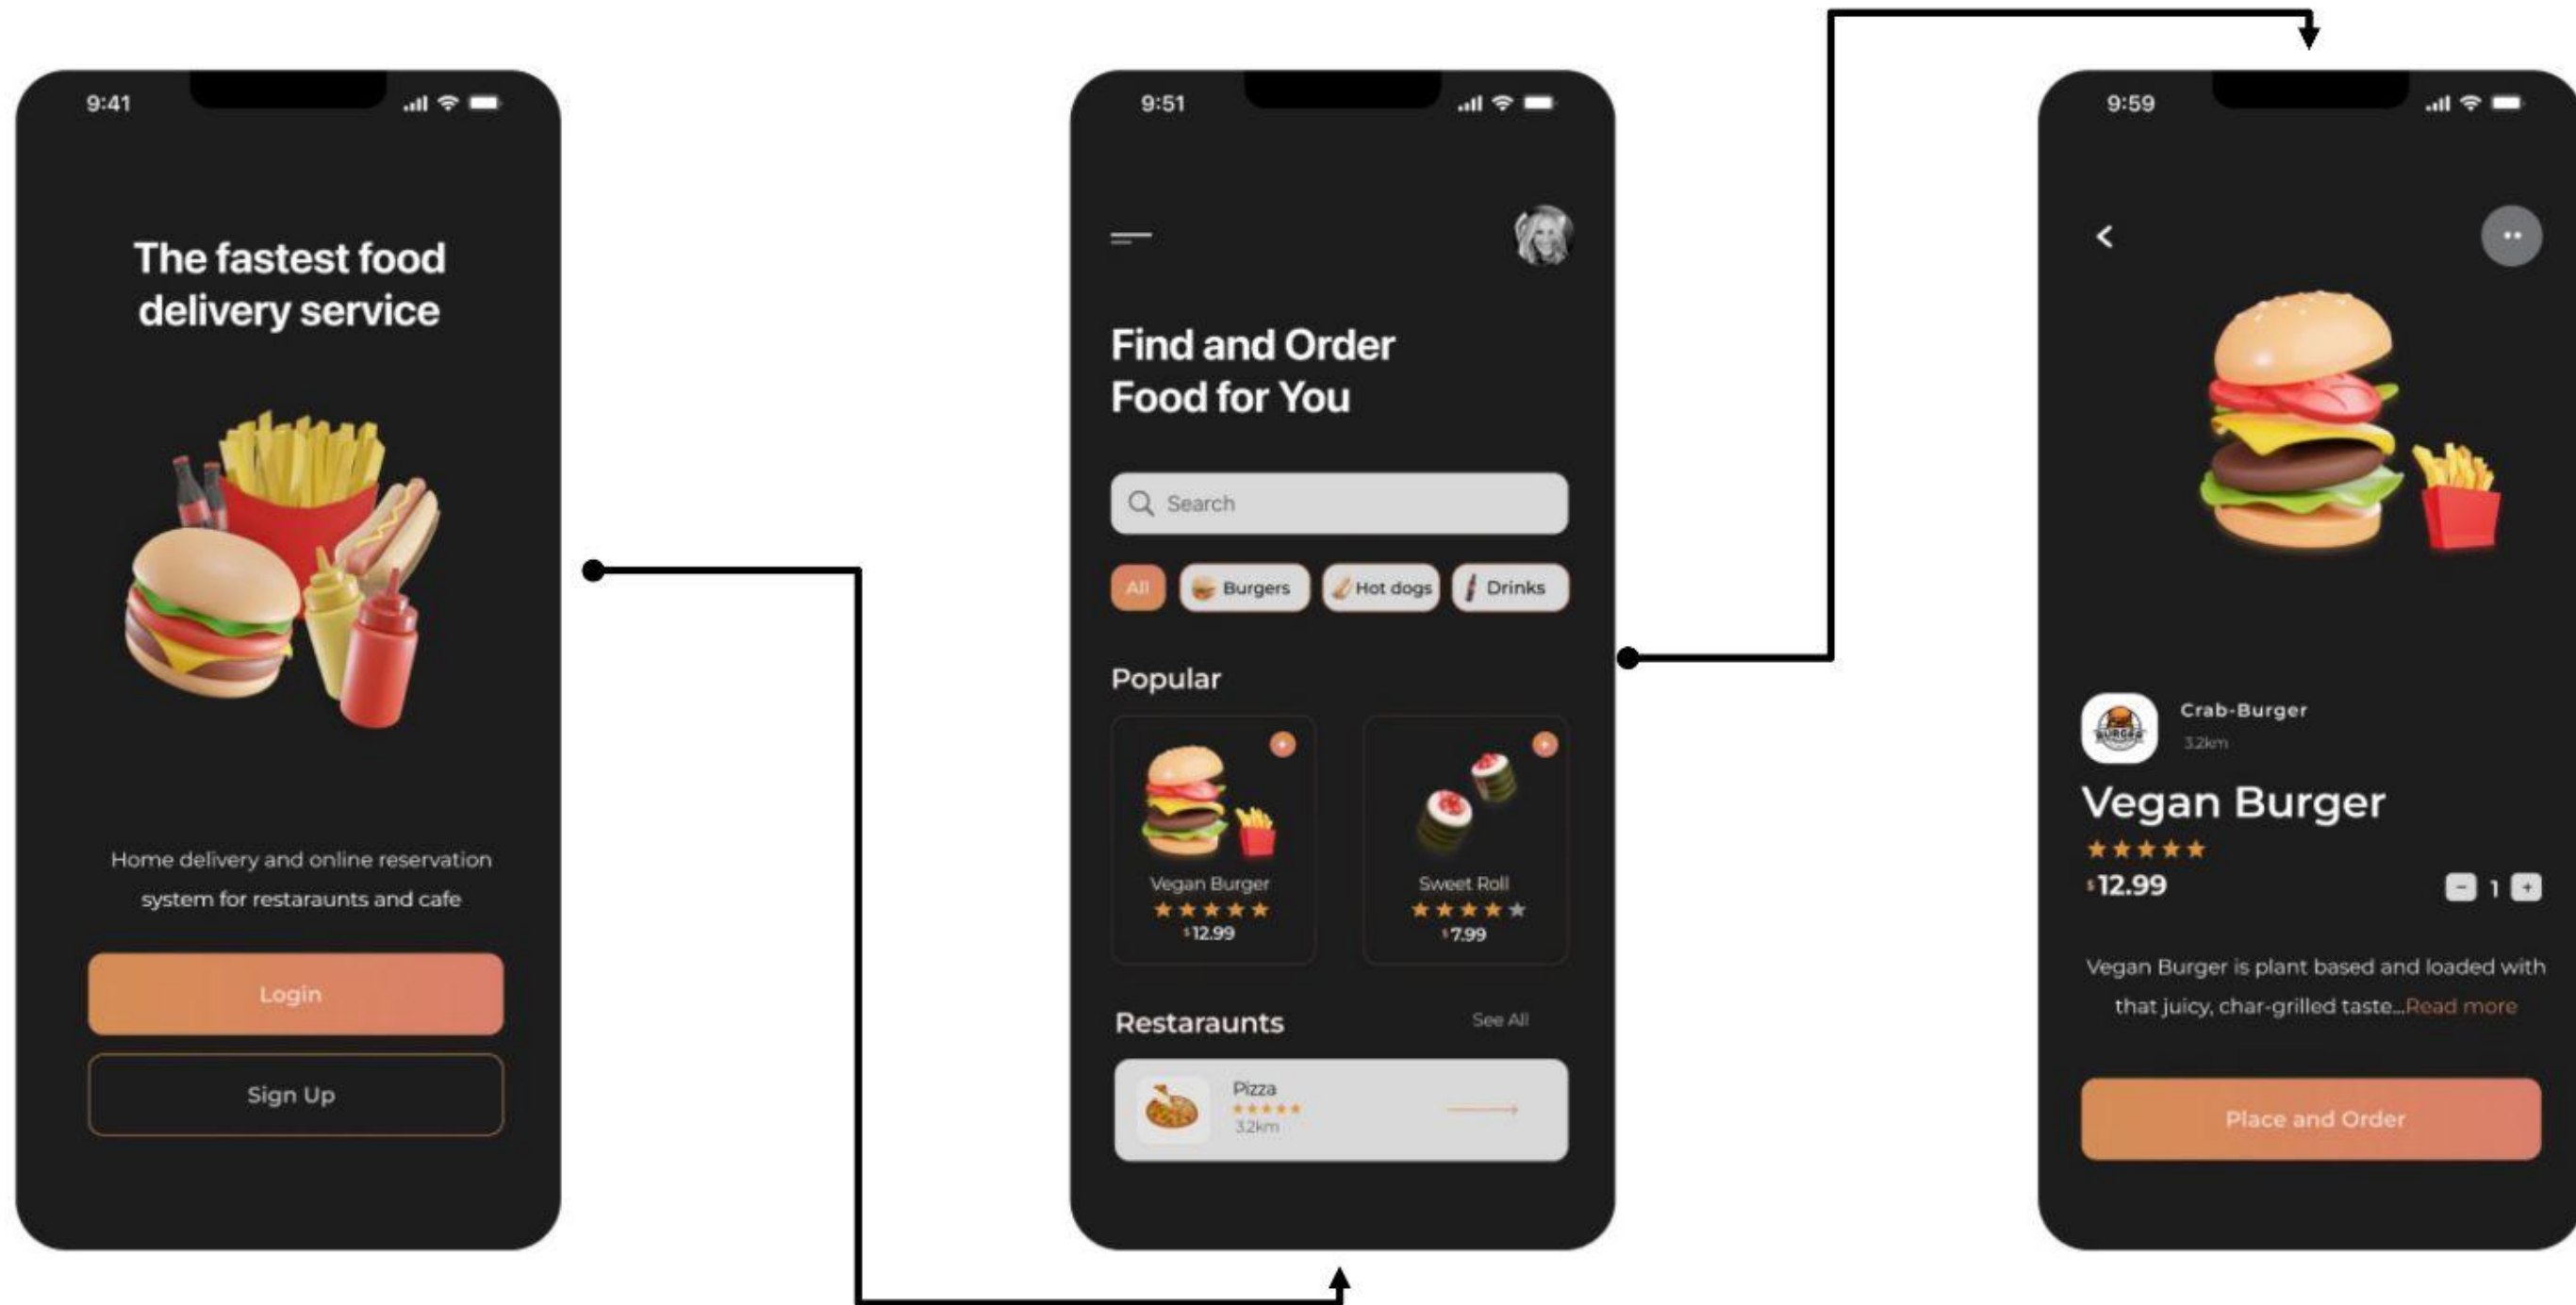 9:41
The fastest food
delivery service
Home delivery and online reservation
system for restaraunts and cafe
Login
Sign Up
9:51
Find and Order
Food for You
Search
All
Burgers
Hot dogs
Drinks
Popular
Vegan Burger
$12.99
Sweet Roll
$7.99
Restaraunts
See All
Pizza
3.2km
9:59
BURGER
Crab-Burger
3.2km
Vegan Burger
$12.99
- 1 +
Vegan Burger is plant based and loaded with
that juicy, char-grilled taste...Read more
Place and Order